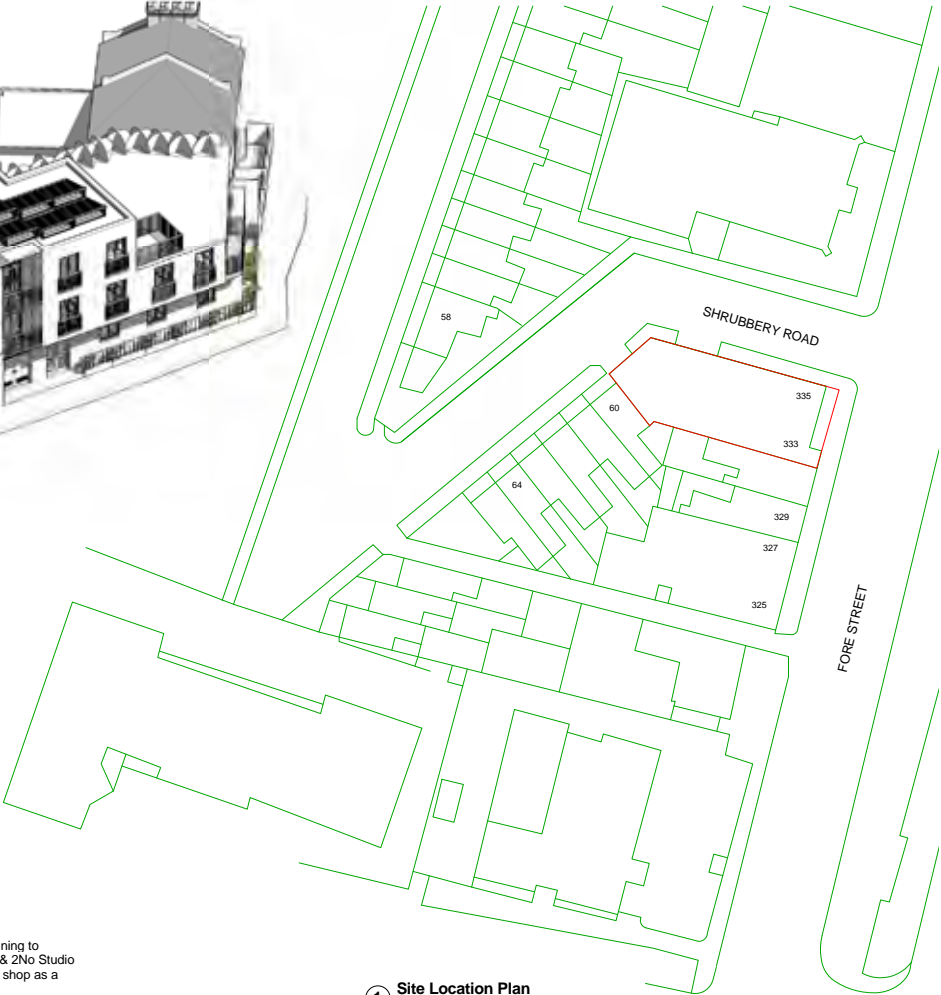 58
SHRUBBERY ROAD
335
60
333
64
329
327
325
FORE STREET
ning to
& 2No Studio
shop as a
1 Site Location Plan